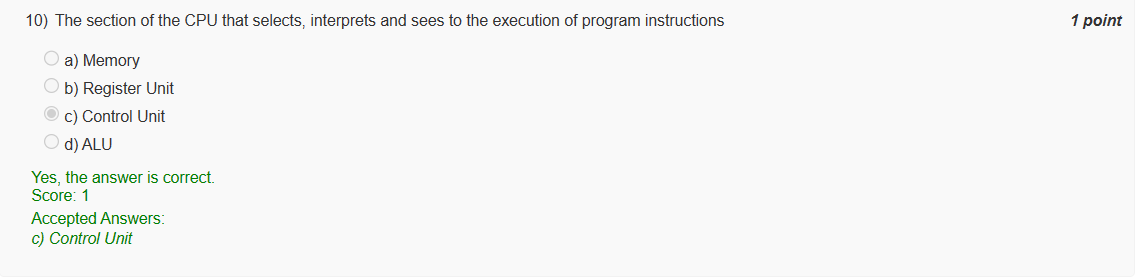 10) The section of the CPU that selects, interprets and sees to the execution of program instructions 1 point
a) Memory
b) Register Unit
c) Control Unit
d) ALU
Yes, the answer is correct.
Score: 1
Accepted Answers:
c) Control Unit